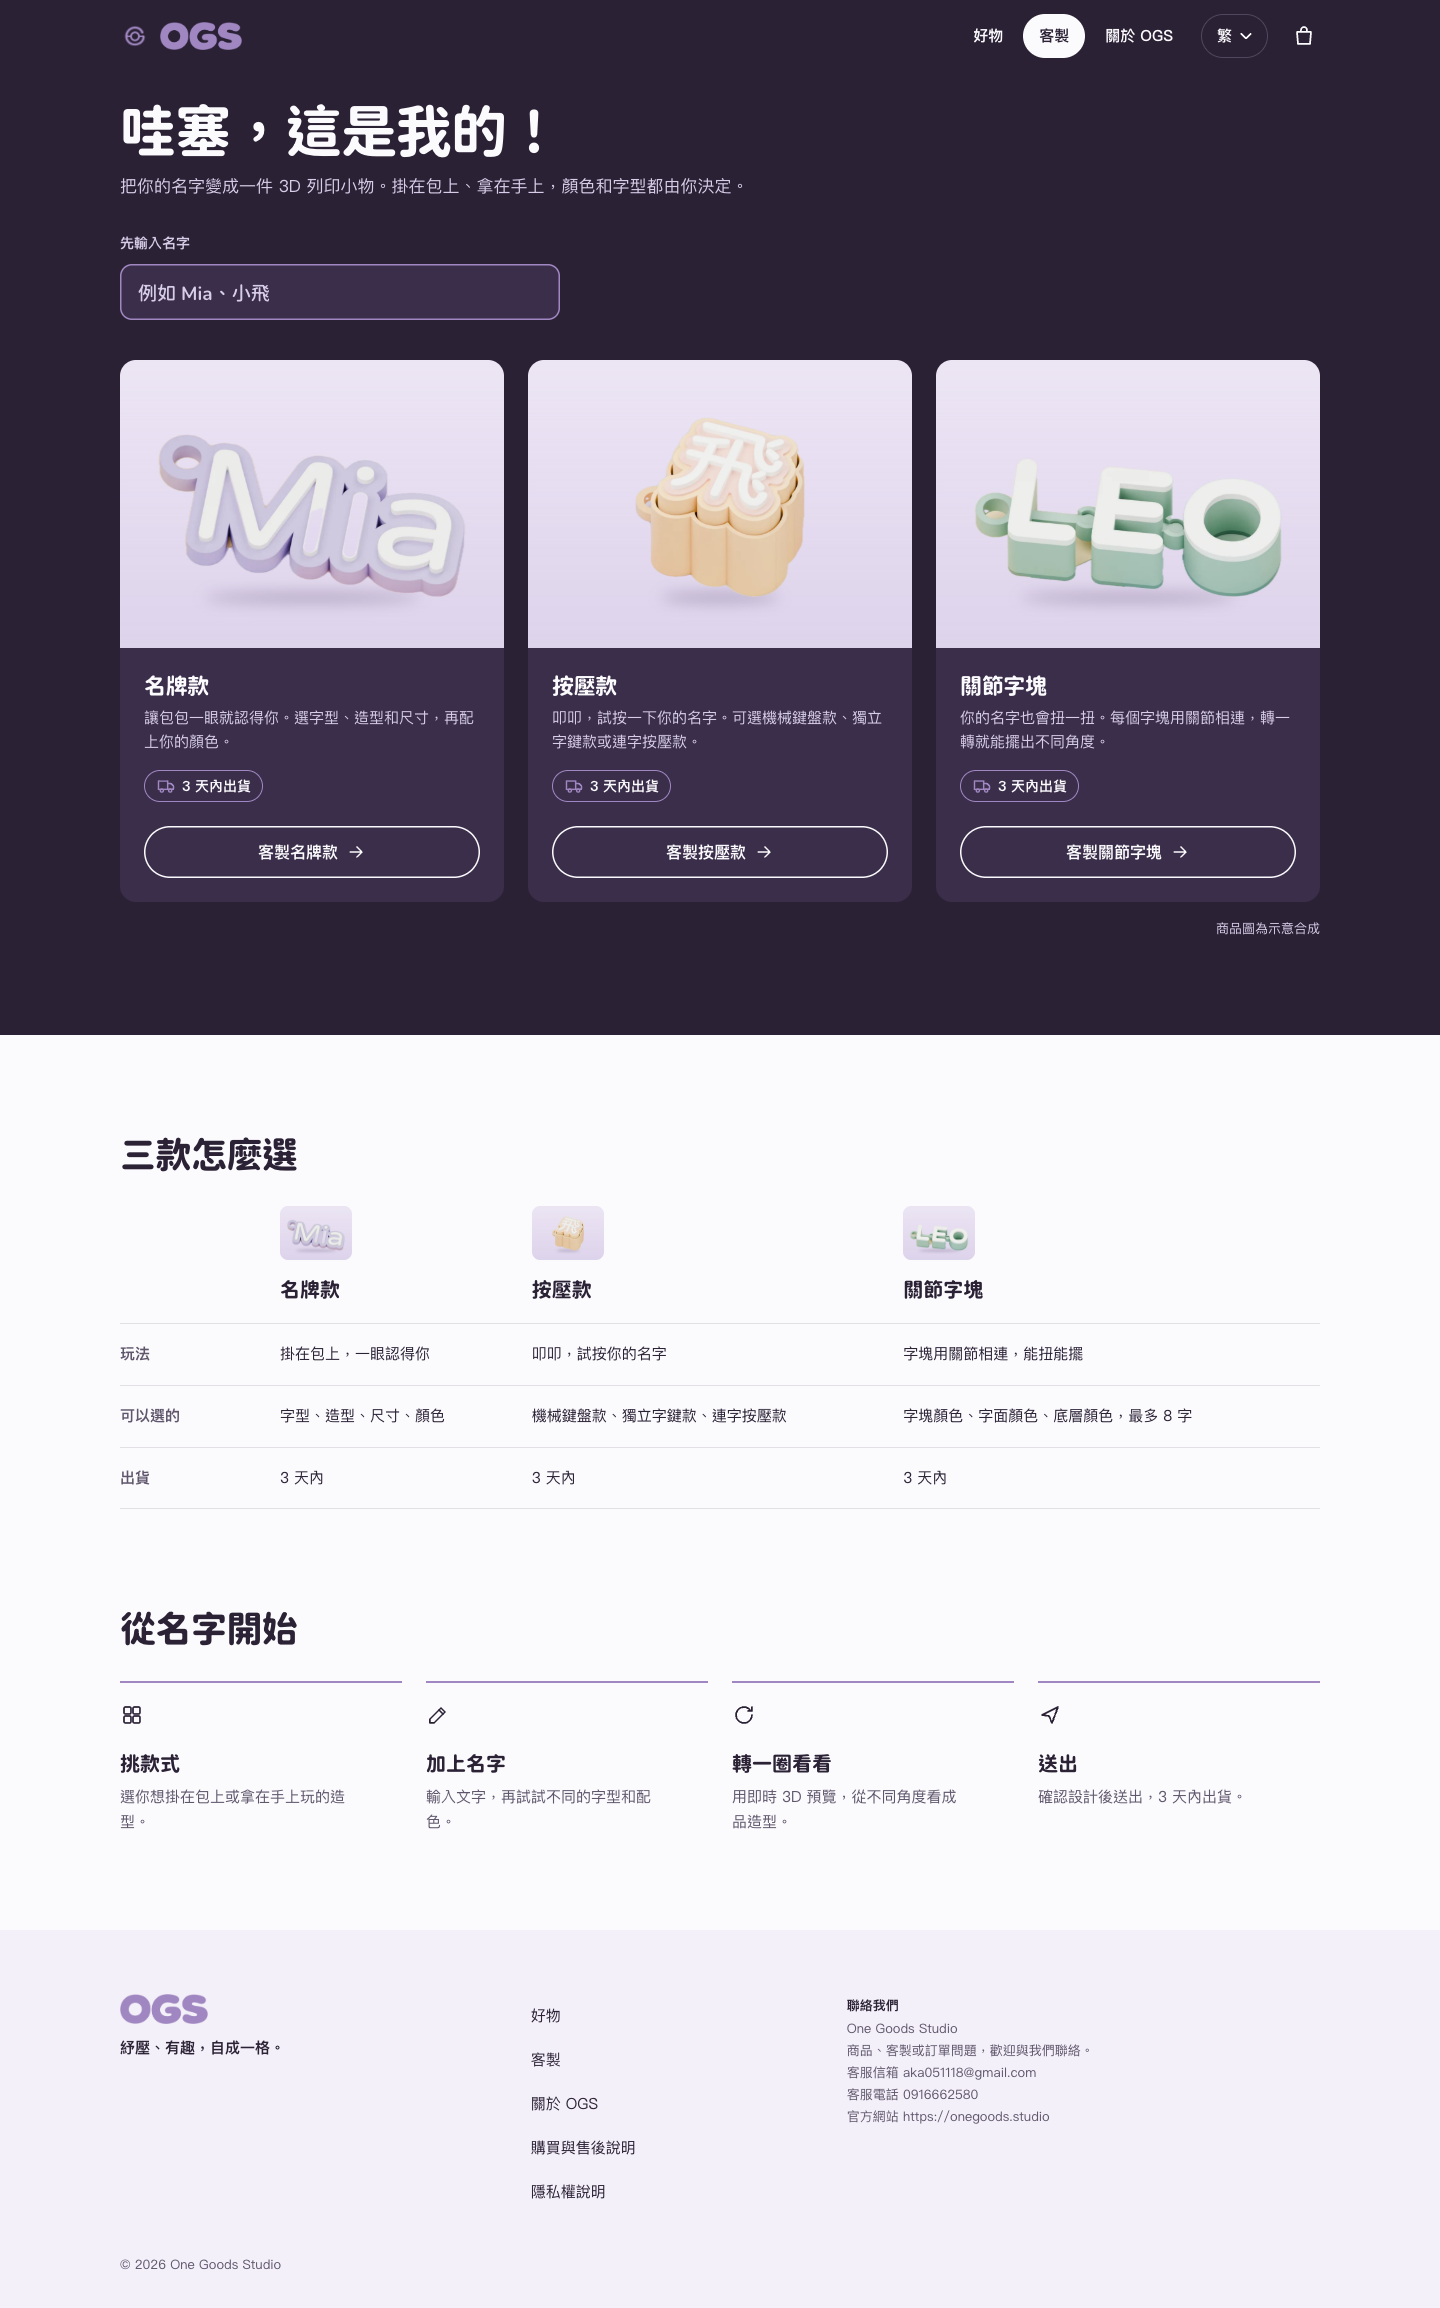 OGS
好物
客製
關於 OGS
繁
哇塞，這是我的！
把你的名字變成一件 3D 列印小物。掛在包上、拿在手上，顏色和字型都由你決定。
先輸入名字
例如 Mia、小飛
Mia
飛
LEO
名牌款
讓包包一眼就認得你。選字型、造型和尺寸，再配
上你的顏色。
3 天內出貨
客製名牌款 →
按壓款
叩叩，試按一下你的名字。可選機械鍵盤款、獨立
字鍵款或連字按壓款。
3 天內出貨
客製按壓款 →
關節字塊
你的名字也會扭一扭。每個字塊用關節相連，轉一
轉就能擺出不同角度。
3 天內出貨
客製關節字塊 →
商品圖為示意合成
三款怎麼選
Mia
飛
LEO
名牌款
按壓款
關節字塊
玩法
掛在包上，一眼認得你
叩叩，試按你的名字
字塊用關節相連，能扭能擺
可以選的
字型、造型、尺寸、顏色
機械鍵盤款、獨立字鍵款、連字按壓款
字塊顏色、字面顏色、底層顏色，最多 8 字
出貨
3 天內
3 天內
3 天內
從名字開始
挑款式
選你想掛在包上或拿在手上玩的造
型。
加上名字
輸入文字，再試試不同的字型和配
色。
轉一圈看看
用即時 3D 預覽，從不同角度看成
品造型。
送出
確認設計後送出，3 天內出貨。
OGS
紓壓、有趣，自成一格。
好物
客製
關於 OGS
購買與售後說明
隱私權說明
聯絡我們
One Goods Studio
商品、客製或訂單問題，歡迎與我們聯絡。
客服信箱 aka051118@gmail.com
客服電話 0916662580
官方網站 https://onegoods.studio
© 2026 One Goods Studio